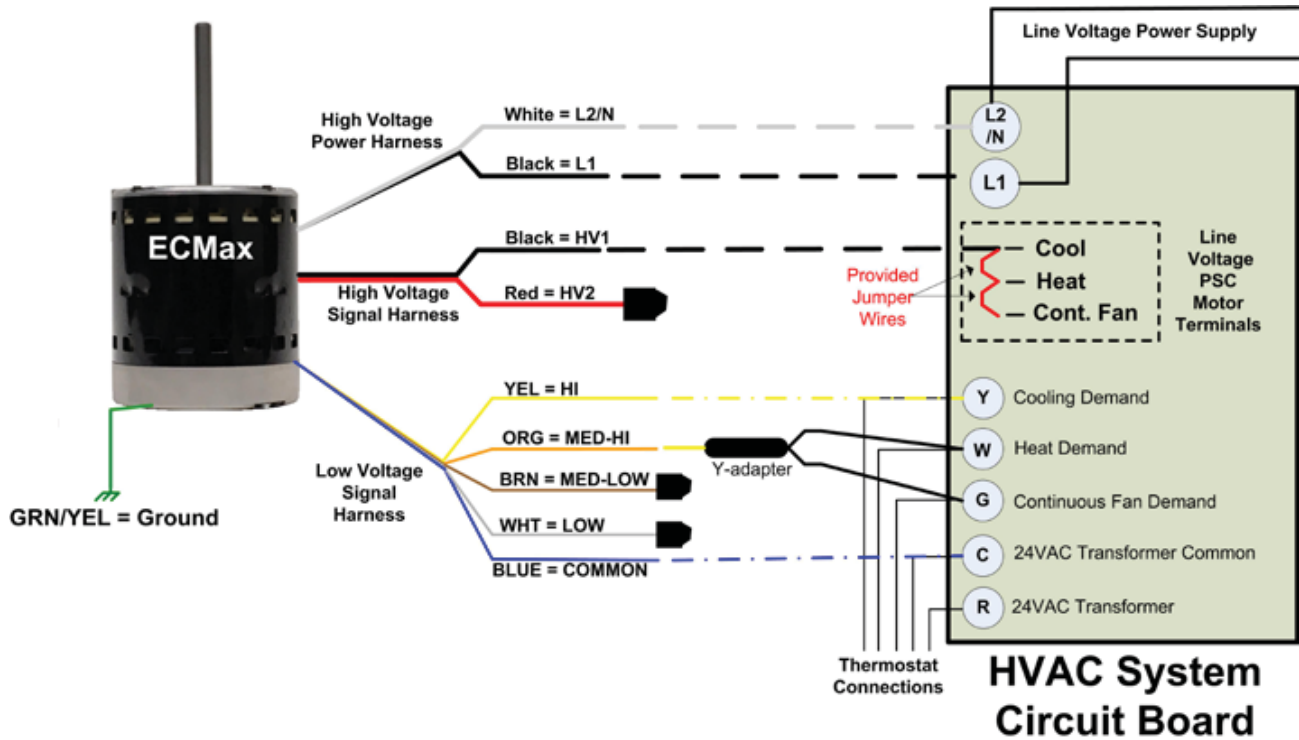 Line Voltage Power Supply
High Voltage
Power Harness
White = L2/N
L2
/N
Black = L1
L1
ECMax
Black = HV1
High Voltage
Signal Harness
Red = HV2
Provided
Jumper
Wires
Cool
Heat
Cont. Fan
Line
Voltage
PSC
Motor
Terminals
YEL = HI
Y
Cooling Demand
ORG = MED-HI
Y-adapter
W
Heat Demand
Low Voltage
Signal
Harness
BRN = MED-LOW
G
Continuous Fan Demand
WHT = LOW
GRN/YEL = Ground
BLUE = COMMON
C
24VAC Transformer Common
R
24VAC Transformer
Thermostat
Connections
HVAC System
Circuit Board